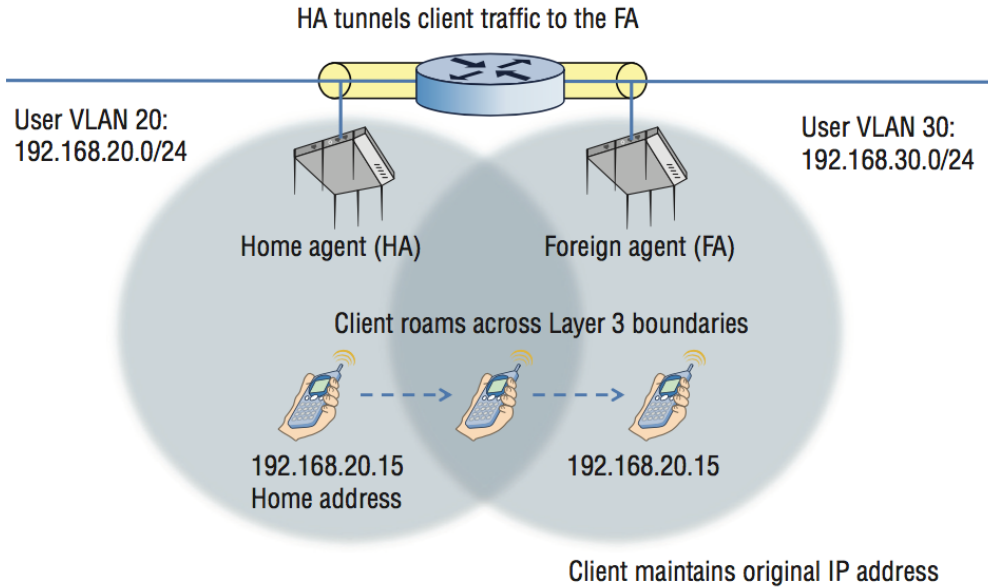 HA tunnels client traffic to the FA
User VLAN 20:
192.168.20.0/24
User VLAN 30:
192.168.30.0/24
Home agent (HA)
Foreign agent (FA)
Client roams across Layer 3 boundaries
192.168.20.15
Home address
192.168.20.15
Client maintains original IP address